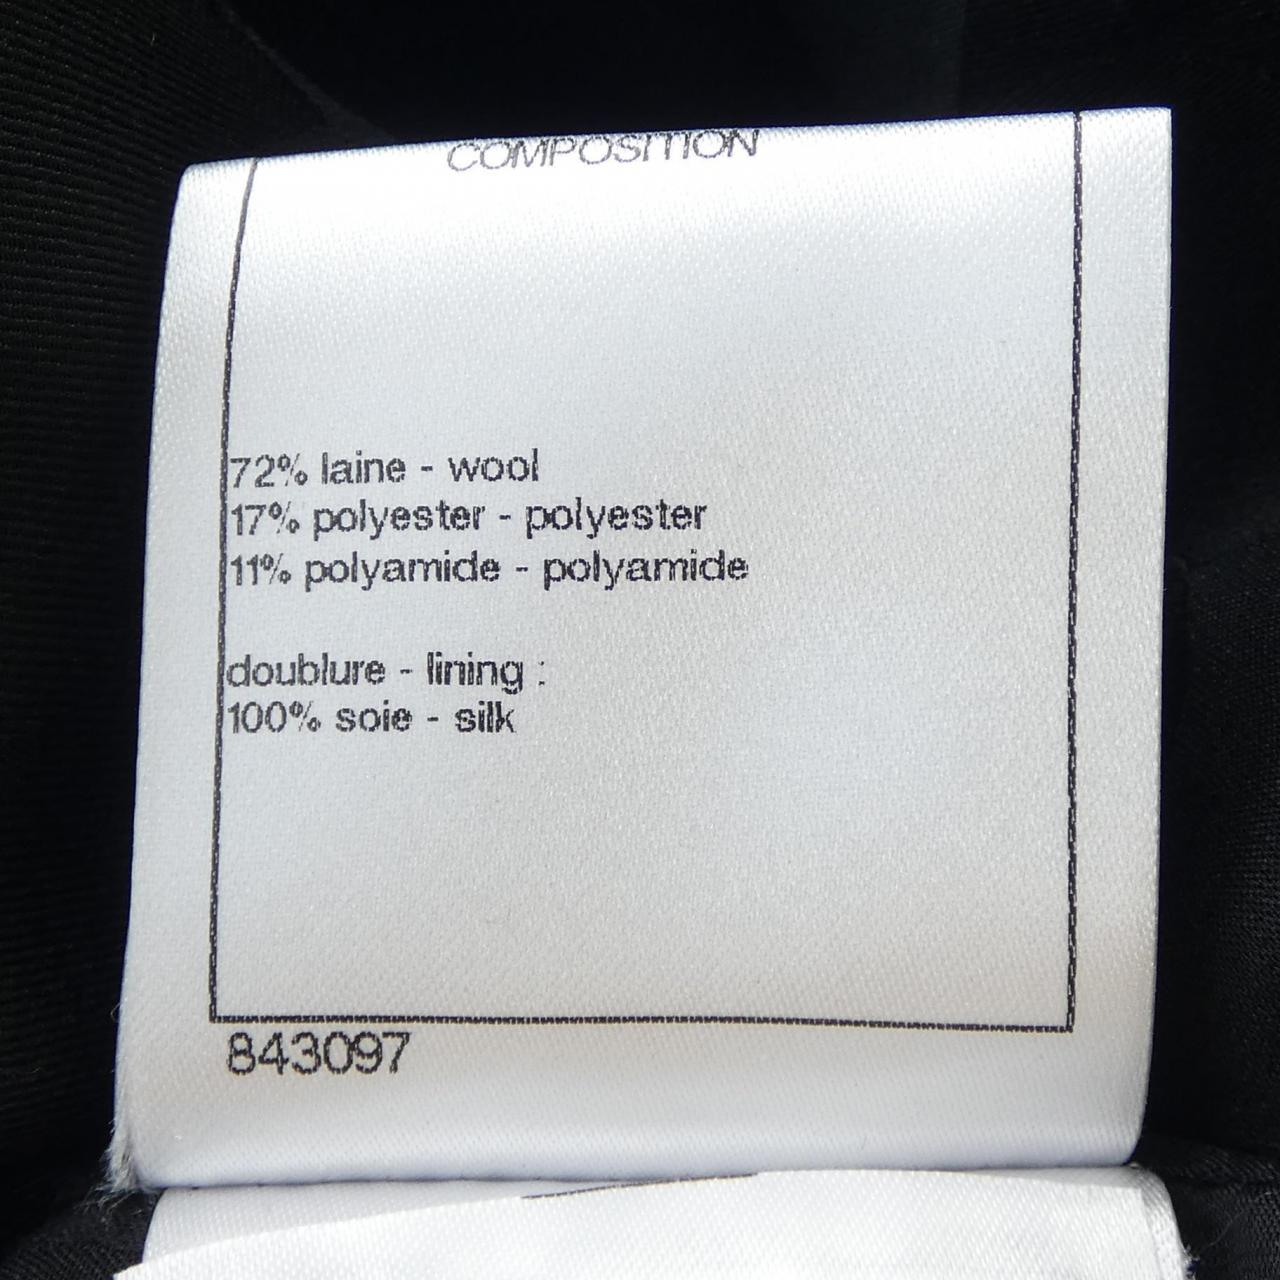 COMPOSITION
72% laine - wool
17% polyester - polyester
11% polyamide - polyamide
doublure - lining :
100% soie - silk
843097